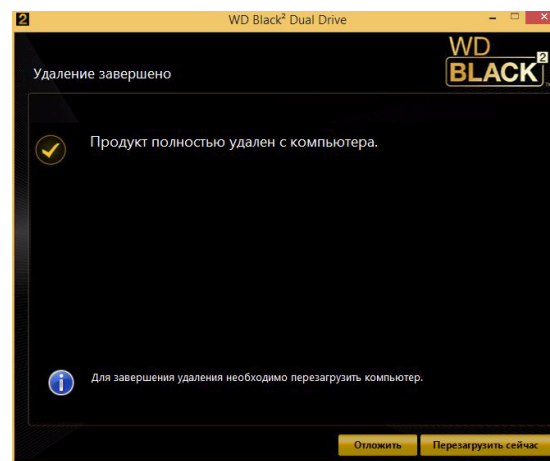 2 WD Black² Dual Drive
WD
BLACK²
Удаление завершено
Продукт полностью удален с компьютера.
Для завершения удаления необходимо перезагрузить компьютер.
Отложить Перезагрузить сейчас